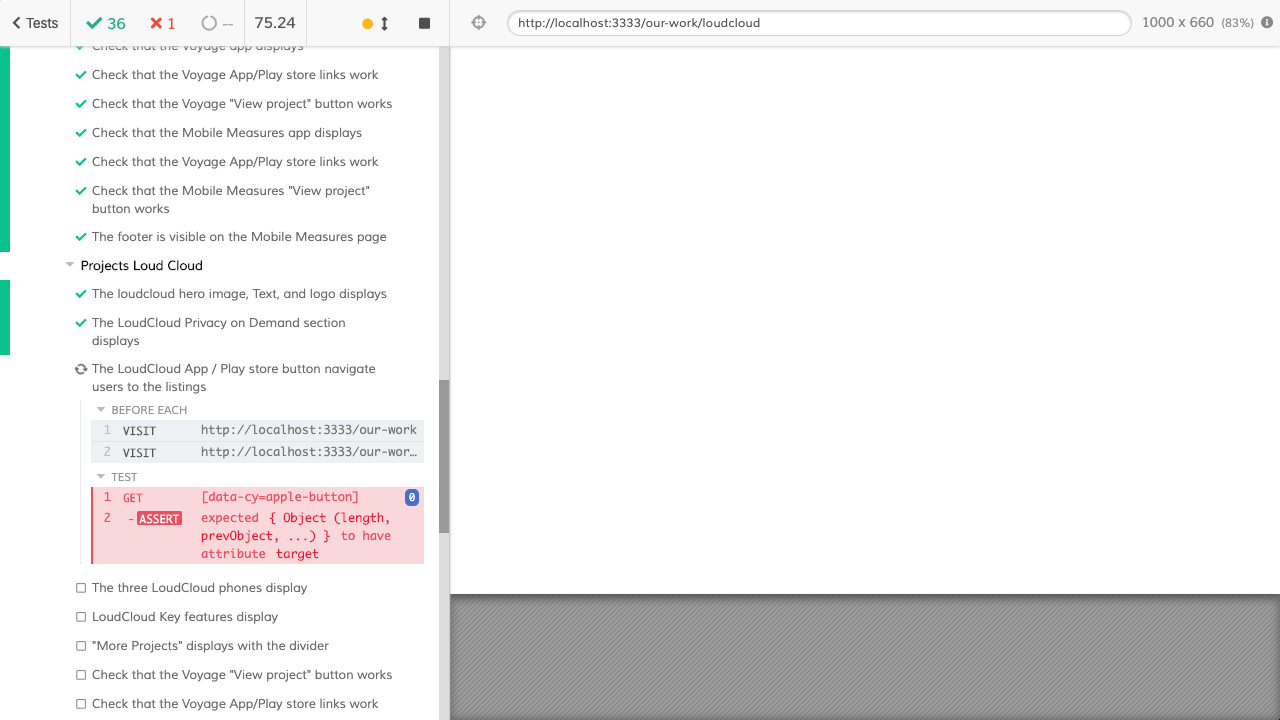 Tests 36 1 -- 75.24 http://localhost:3333/our-work/loudcloud 1000 x 660 (83%)
Check that the Voyage app displays
Check that the Voyage App/Play store links work
Check that the Voyage "View project" button works
Check that the Mobile Measures app displays
Check that the Voyage App/Play store links work
Check that the Mobile Measures "View project"
button works
The footer is visible on the Mobile Measures page
Projects Loud Cloud
The loudcloud hero image, Text, and logo displays
The LoudCloud Privacy on Demand section
displays
The LoudCloud App / Play store button navigate
users to the listings
BEFORE EACH
1 VISIT http://localhost:3333/our-work
2 VISIT http://localhost:3333/our-wor…
TEST
1 GET [data-cy=apple-button] 0
2 -ASSERT expected { Object (length,
prevObject, ...) } to have
attribute target
The three LoudCloud phones display
LoudCloud Key features display
"More Projects" displays with the divider
Check that the Voyage "View project" button works
Check that the Voyage App/Play store links work